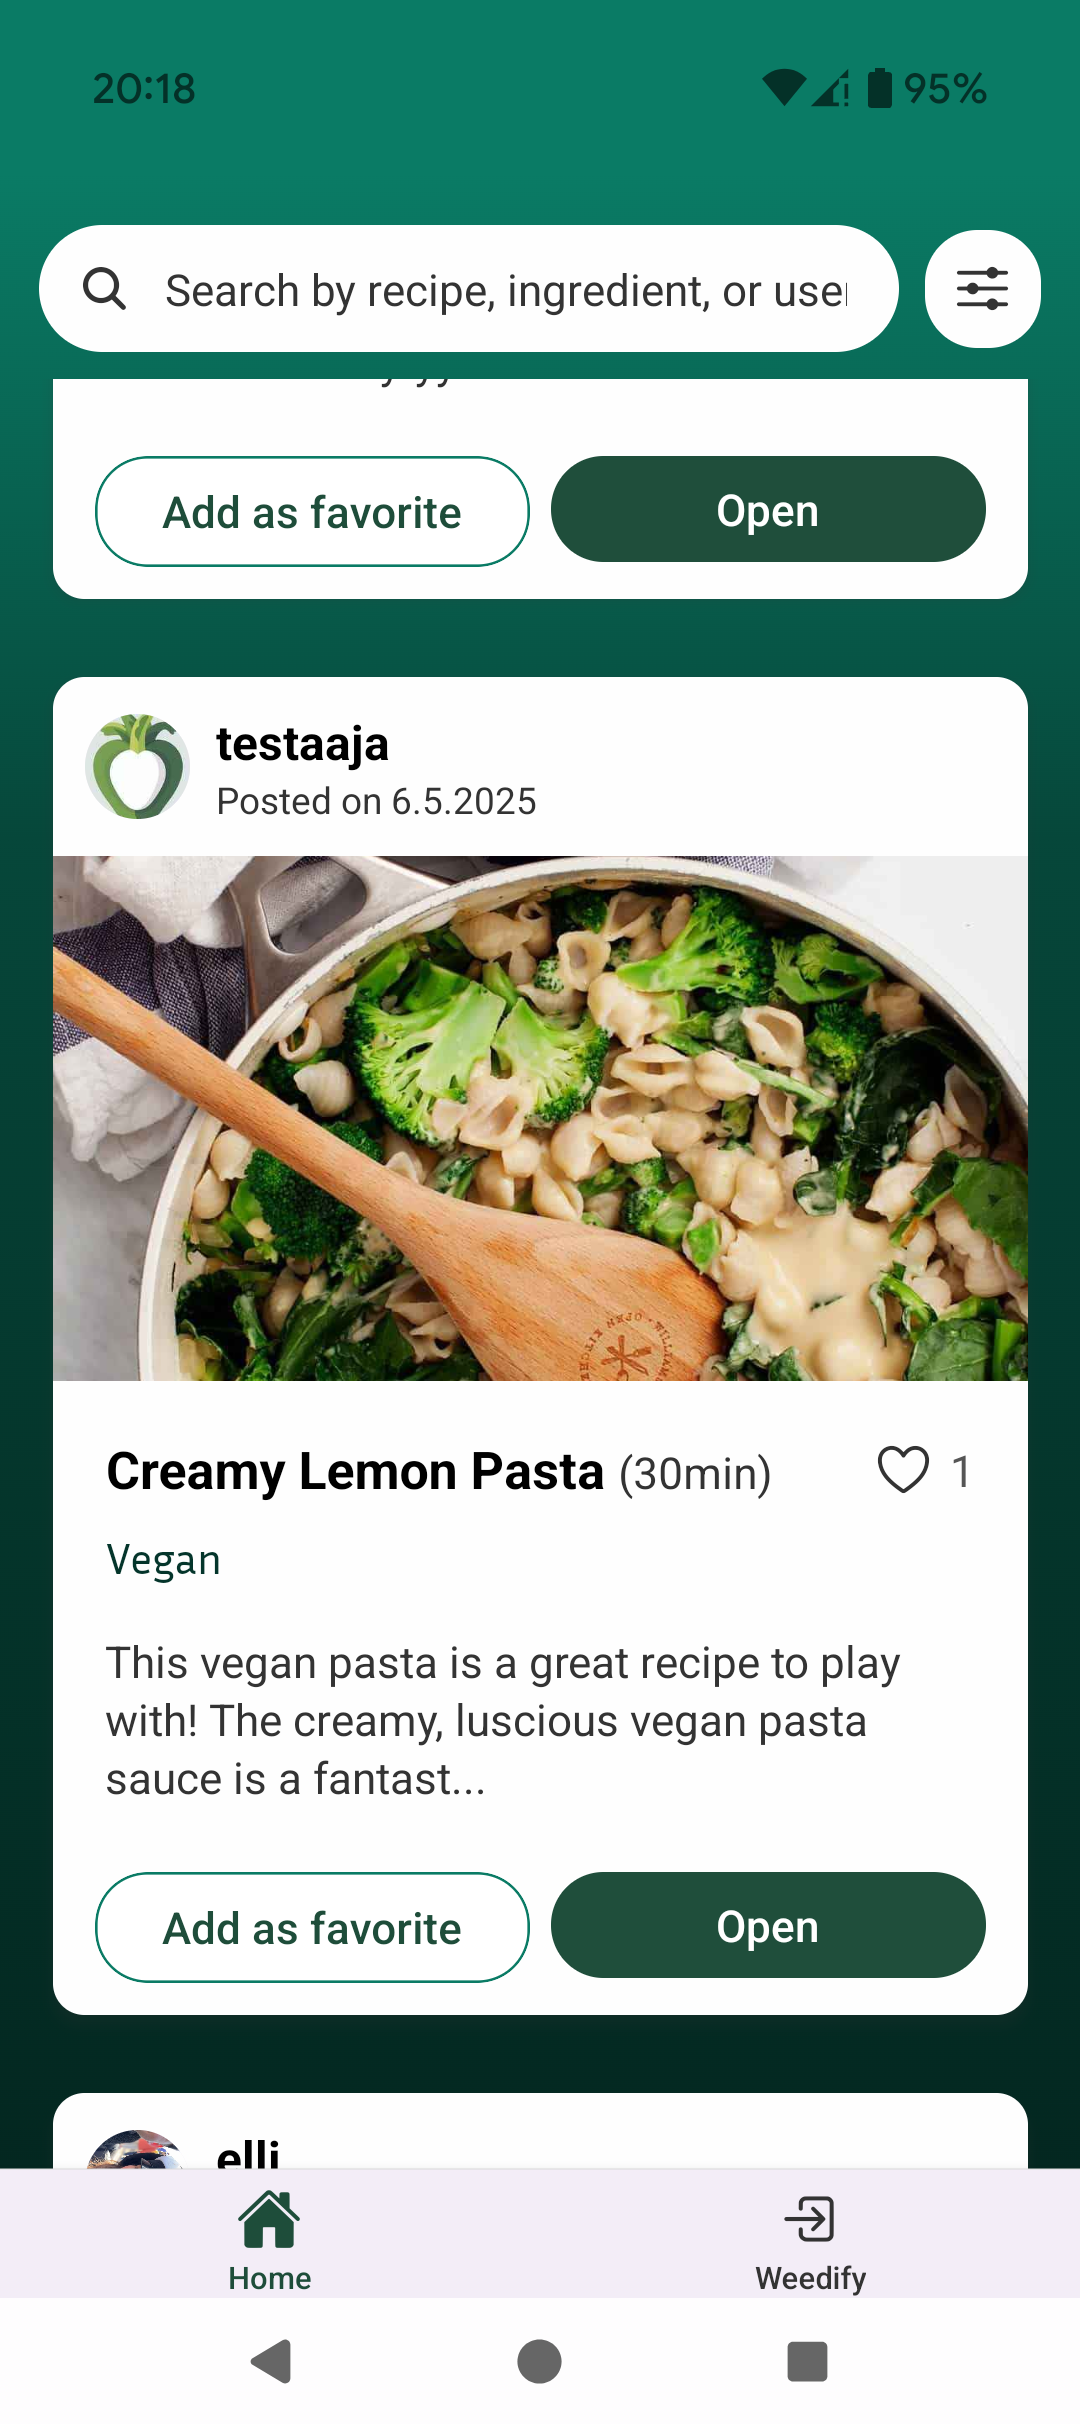 20:18
95%
Search by recipe, ingredient, or use
Add as favorite
Open
testaaja
Posted on 6.5.2025
Creamy Lemon Pasta (30min)
1
Vegan
This vegan pasta is a great recipe to play
with! The creamy, luscious vegan pasta
sauce is a fantast...
Add as favorite
Open
elli
Home
Weedify